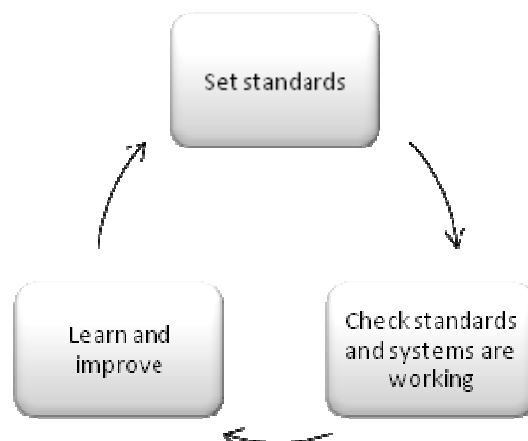 Set standards
Check standards
and systems are
working
Learn and
improve